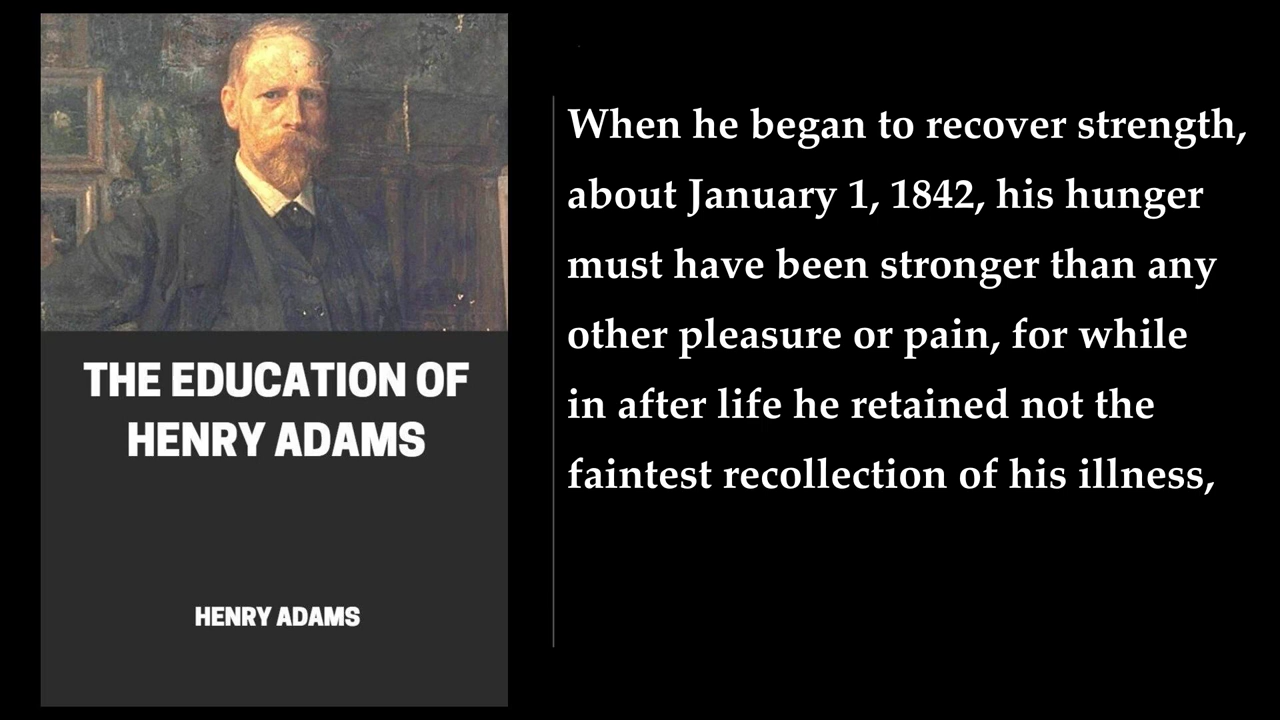 THE EDUCATION OF
HENRY ADAMS
HENRY ADAMS
When he began to recover strength,
about January 1, 1842, his hunger
must have been stronger than any
other pleasure or pain, for while
in after life he retained not the
faintest recollection of his illness,